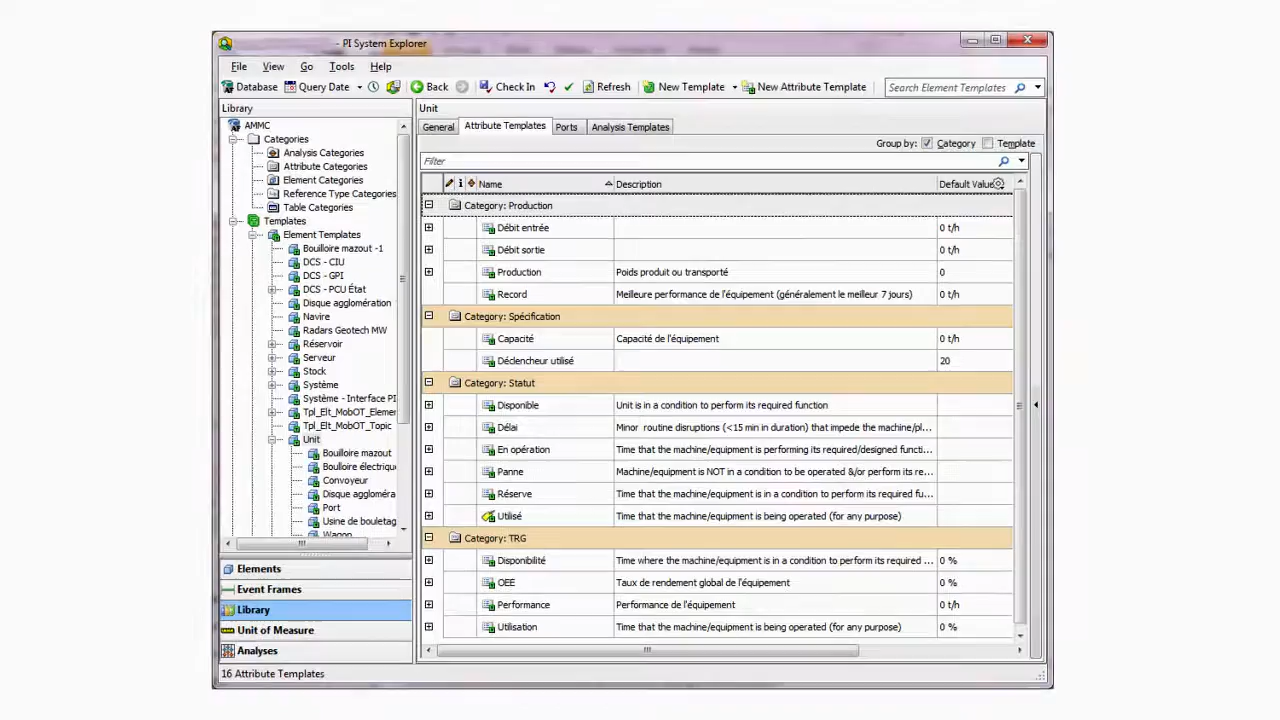 - PI System Explorer
File View Go Tools Help
Database Query Date Back Check In Refresh New Template New Attribute Template Search Element Templates
Library
AMMC
Categories
Analysis Categories
Attribute Categories
Element Categories
Reference Type Categories
Table Categories
Templates
Element Templates
Bouilloire mazout -1
DCS - CIU
DCS - GPI
DCS - PCU État
Disque agglomération
Navire
Radars Geotech MW
Réservoir
Serveur
Stock
Système
Système - Interface PI
Tpl_Elt_MobOT_Elemen
Tpl_Elt_MobOT_Topic
Unit
Bouilloire mazout
Boulloire électrique
Convoyeur
Disque aggloméra
Port
Usine de bouletag
Wagon
Elements
Event Frames
Library
Unit of Measure
Analyses
Unit
General Attribute Templates Ports Analysis Templates
Group by: Category Template
Filter
Name Description Default Value
Category: Production
Débit entrée 0 t/h
Débit sortie 0 t/h
Production Poids produit ou transporté 0
Record Meilleure performance de l'équipement (généralement le meilleur 7 jours) 0 t/h
Category: Spécification
Capacité Capacité de l'équipement 0 t/h
Déclencheur utilisé 20
Category: Statut
Disponible Unit is in a condition to perform its required function
Délai Minor routine disruptions (<15 min in duration) that impede the machine/pl...
En opération Time that the machine/equipment is performing its required/designed functi...
Panne Machine/equipment is NOT in a condition to be operated &/or perform its re...
Réserve Time that the machine/equipment is in a condition to perform its required fu...
Utilisé Time that the machine/equipment is being operated (for any purpose)
Category: TRG
Disponibilité Time where the machine/equipment is in a condition to perform its required ... 0 %
OEE Taux de rendement global de l'équipement 0 %
Performance Performance de l'équipement 0 t/h
Utilisation Time that the machine/equipment is being operated (for any purpose) 0 %
16 Attribute Templates